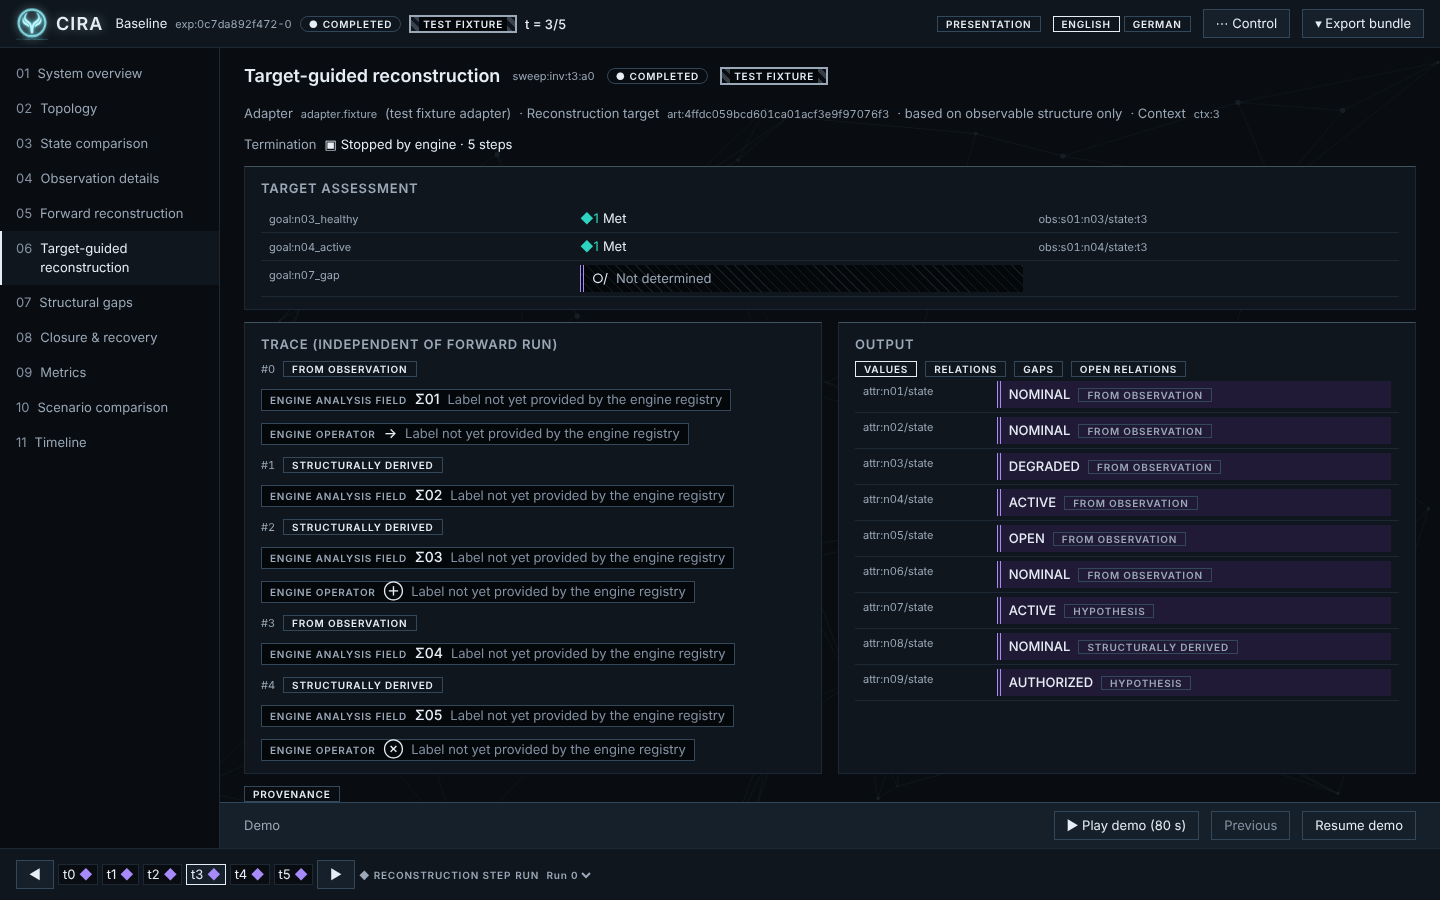 CIRA Baseline exp:0c7da892f472-0 ● COMPLETED TEST FIXTURE t = 3/5 PRESENTATION ENGLISH GERMAN ··· Control ▾ Export bundle
01 System overview
02 Topology
03 State comparison
04 Observation details
05 Forward reconstruction
06 Target-guided
reconstruction
07 Structural gaps
08 Closure & recovery
09 Metrics
10 Scenario comparison
11 Timeline
Target-guided reconstruction sweep:inv:t3:a0 ● COMPLETED TEST FIXTURE
Adapter adapter.fixture (test fixture adapter) · Reconstruction target art:4ffdc059bcd601ca01acf3e9f97076f3 · based on observable structure only · Context ctx:3
Termination ▣ Stopped by engine · 5 steps
TARGET ASSESSMENT
goal:n03_healthy ◆1 Met obs:s01:n03/state:t3
goal:n04_active ◆1 Met obs:s01:n04/state:t3
goal:n07_gap O/ Not determined
TRACE (INDEPENDENT OF FORWARD RUN)
#0 FROM OBSERVATION
ENGINE ANALYSIS FIELD Σ01 Label not yet provided by the engine registry
ENGINE OPERATOR → Label not yet provided by the engine registry
#1 STRUCTURALLY DERIVED
ENGINE ANALYSIS FIELD Σ02 Label not yet provided by the engine registry
#2 STRUCTURALLY DERIVED
ENGINE ANALYSIS FIELD Σ03 Label not yet provided by the engine registry
ENGINE OPERATOR ⊕ Label not yet provided by the engine registry
#3 FROM OBSERVATION
ENGINE ANALYSIS FIELD Σ04 Label not yet provided by the engine registry
#4 STRUCTURALLY DERIVED
ENGINE ANALYSIS FIELD Σ05 Label not yet provided by the engine registry
ENGINE OPERATOR ⊗ Label not yet provided by the engine registry
OUTPUT
VALUES RELATIONS GAPS OPEN RELATIONS
attr:n01/state NOMINAL FROM OBSERVATION
attr:n02/state NOMINAL FROM OBSERVATION
attr:n03/state DEGRADED FROM OBSERVATION
attr:n04/state ACTIVE FROM OBSERVATION
attr:n05/state OPEN FROM OBSERVATION
attr:n06/state NOMINAL FROM OBSERVATION
attr:n07/state ACTIVE HYPOTHESIS
attr:n08/state NOMINAL STRUCTURALLY DERIVED
attr:n09/state AUTHORIZED HYPOTHESIS
PROVENANCE
Demo ▶ Play demo (80 s) Previous Resume demo
◀ t0 ◆ t1 ◆ t2 ◆ t3 ◆ t4 ◆ t5 ◆ ▶ ◆ RECONSTRUCTION STEP RUN Run 0